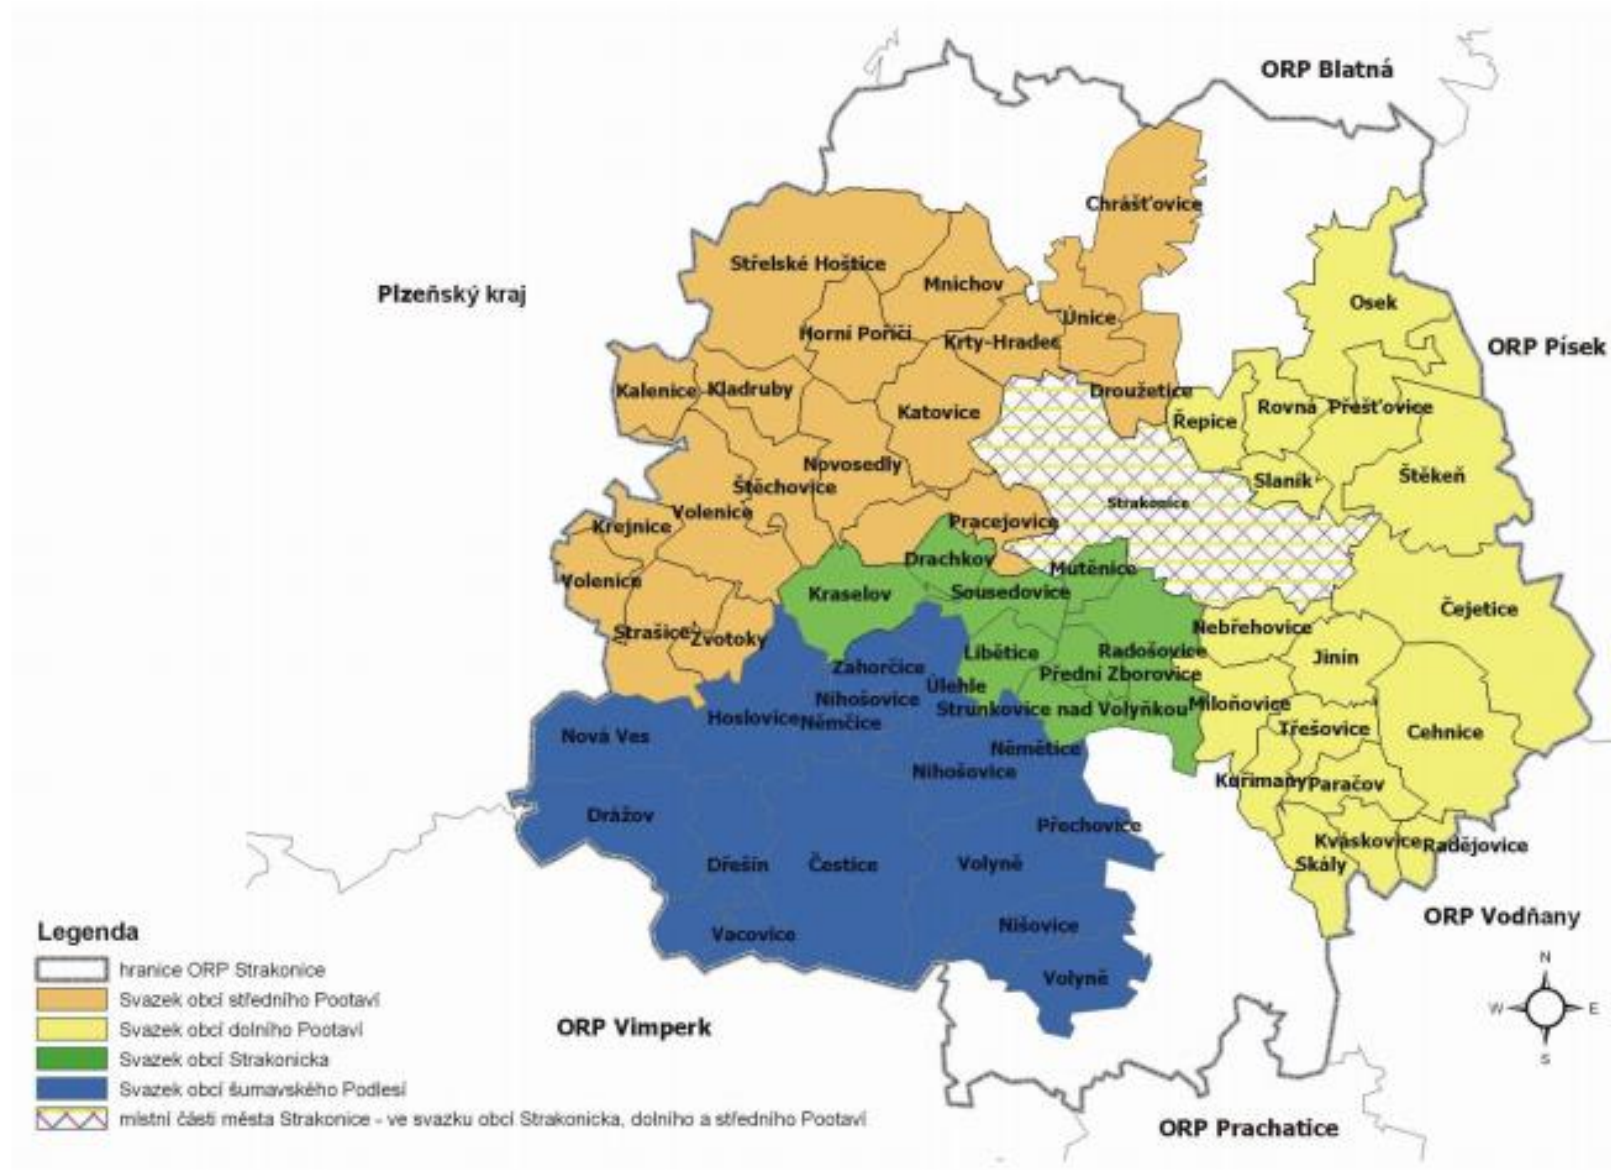 ORP Blatná
Chrášťovice
Střelské Hoštice
Mnichov
Plzeňský kraj
Osek
Únice
Horní Poříčí
Krty-Hradec
ORP Písek
Kalenice
Kladruby
Droužetice
Katovice
Řepice
Rovná
Přešťovice
Novosedly
Štěchovice
Slaník
Štěkeň
Strakonice
Volenice
Krejnice
Pracejovice
Drachkov
Mutěnice
Volenice
Kraselov
Sousedovice
Čejetice
Strašice
Zvotoky
Nebřehovice
Libětice
Radošovice
Jinín
Zahorčice
Přední Zborovice
Úlehle
Nihošovice
Strunkovice nad Volyňkou
Miloňovice
Hoslovice
Němčice
Třešovice
Cehnice
Nová Ves
Němětice
Nihošovice
Kuřimany
Paračov
Drážov
Přechovice
Kváskovice
Radějovice
Skály
Dřešín
Čestice
Volyně
ORP Vodňany
Nišovice
Vacovice
Volyně
Legenda
hranice ORP Strakonice
Svazek obcí středního Pootaví
Svazek obcí dolního Pootaví
Svazek obcí Strakonicka
Svazek obcí šumavského Podlesí
místní části města Strakonice - ve svazku obcí Strakonicka, dolního a středního Pootaví
ORP Vimperk
N
W
E
S
ORP Prachatice